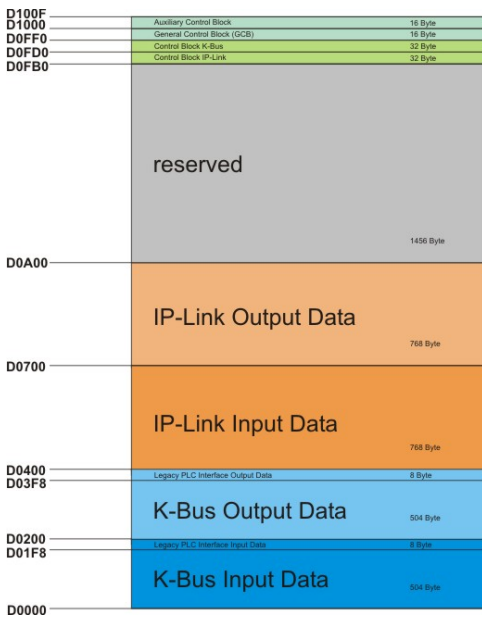 D100F
Auxiliary Control Block 16 Byte
D1000
General Control Block (GCB) 16 Byte
D0FF0
Control Block K-Bus 32 Byte
D0FD0
Control Block IP-Link 32 Byte
D0FB0
reserved
1456 Byte
D0A00
IP-Link Output Data
768 Byte
D0700
IP-Link Input Data
768 Byte
D0400
Legacy PLC Interface Output Data 8 Byte
D03F8
K-Bus Output Data
504 Byte
D0200
Legacy PLC Interface Input Data 8 Byte
D01F8
K-Bus Input Data
504 Byte
D0000